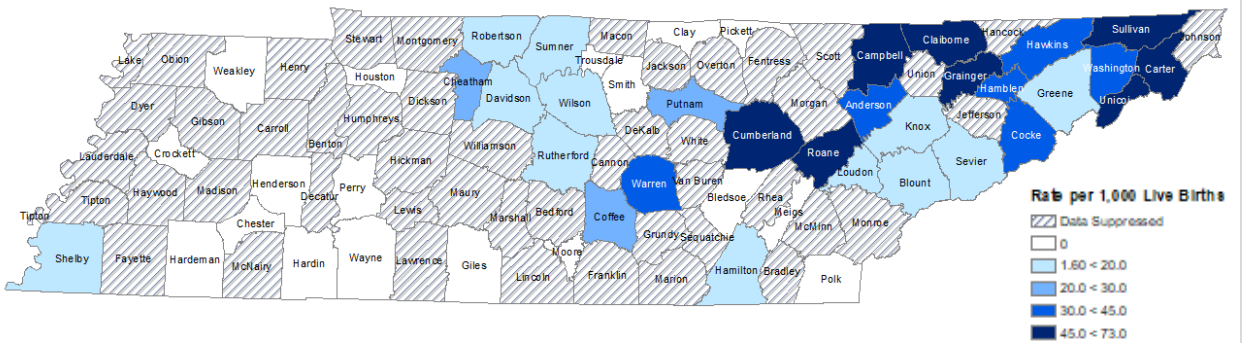 Stewart
Montgomery
Robertson
Sumner
Macon
Clay
Pickett
Scott
Campbell
Claiborne
Hancock
Hawkins
Sullivan
Johnson
Lake
Obion
Weakley
Henry
Houston
Cheatham
Davidson
Trousdale
Smith
Jackson
Overton
Fentress
Union
Grainger
Hamblen
Greene
Washington
Carter
Unicoi
Dyer
Gibson
Carroll
Benton
Humphreys
Dickson
Wilson
Putnam
Morgan
Anderson
Jefferson
Cocke
Lauderdale
Crockett
Haywood
Madison
Henderson
Decatur
Perry
Hickman
Williamson
Rutherford
Cannon
DeKalb
White
Cumberland
Roane
Knox
Loudon
Blount
Sevier
Tipton
Tipton
Chester
Lewis
Maury
Marshall
Bedford
Coffee
Warren
Van Buren
Bledsoe
Rhea
Meigs
McMinn
Monroe
Shelby
Fayette
Hardeman
McNairy
Hardin
Wayne
Lawrence
Giles
Lincoln
Moore
Franklin
Grundy
Sequatchie
Marion
Hamilton
Bradley
Polk
Rate per 1,000 Live Births
Data Suppressed
0
1.60 < 20.0
20.0 < 30.0
30.0 < 45.0
45.0 < 73.0